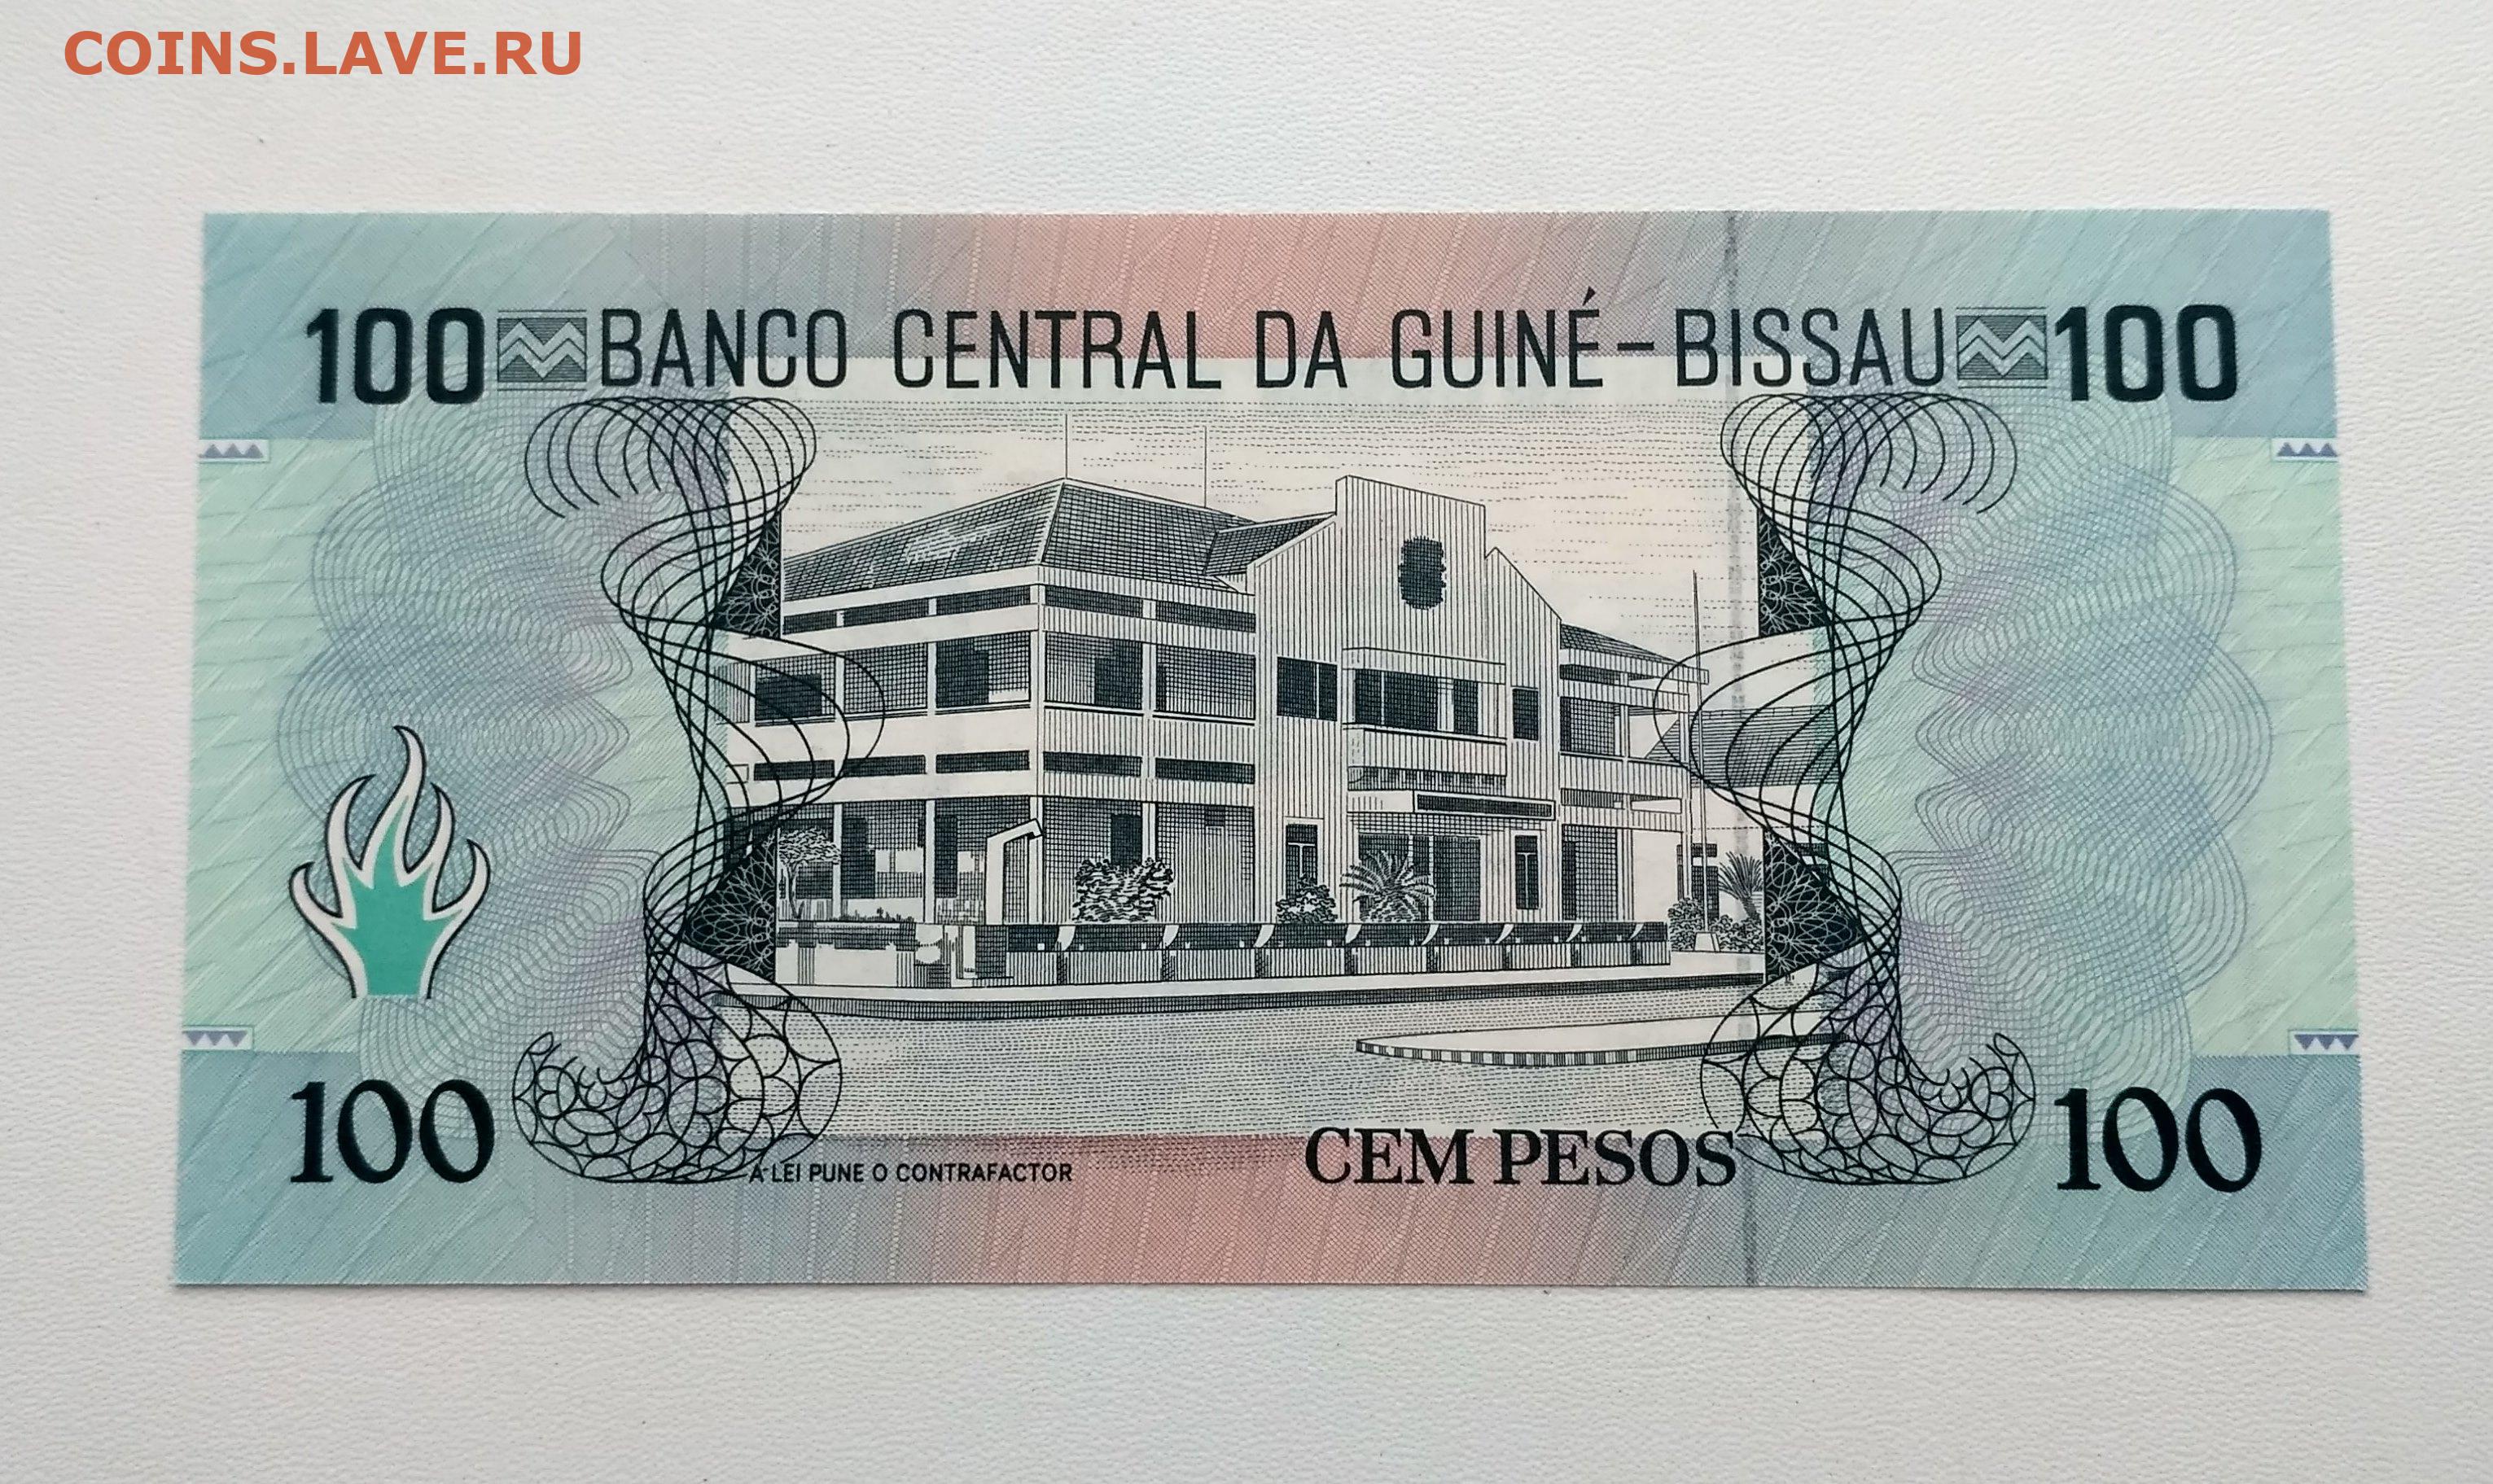 COINS.LAVE.RU
100 BANCO CENTRAL DA GUINÉ-BISSAU 100
100 A LEI PUNE O CONTRAFACTOR CEM PESOS 100